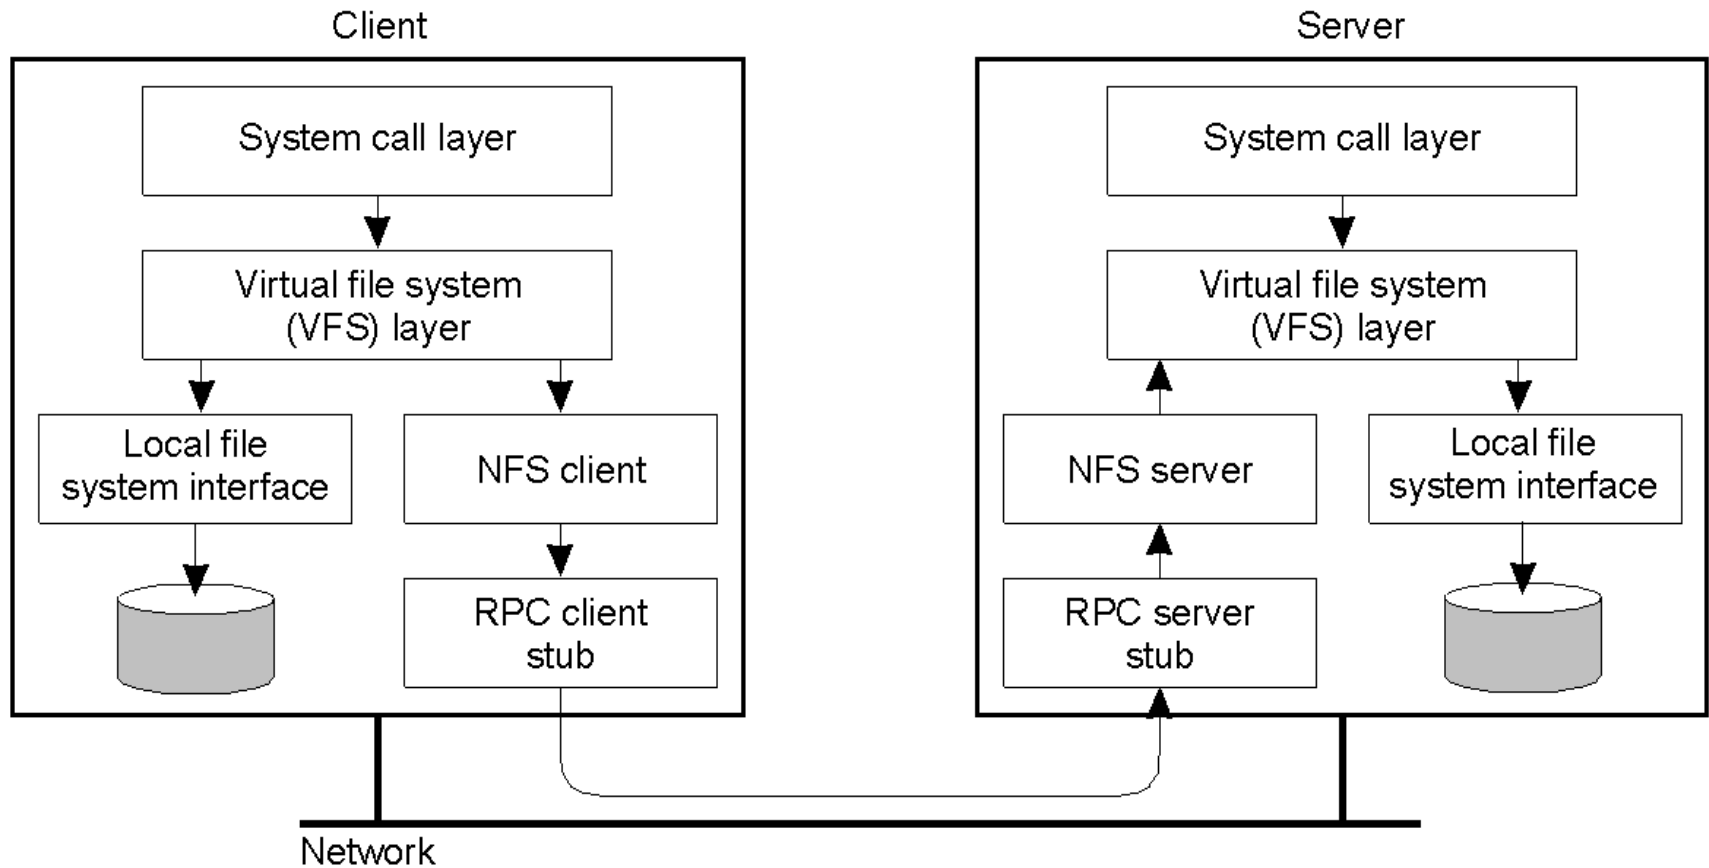 Client
Server
System call layer
Virtual file system
(VFS) layer
Local file
system interface
NFS client
RPC client
stub
System call layer
Virtual file system
(VFS) layer
NFS server
Local file
system interface
RPC server
stub
Network